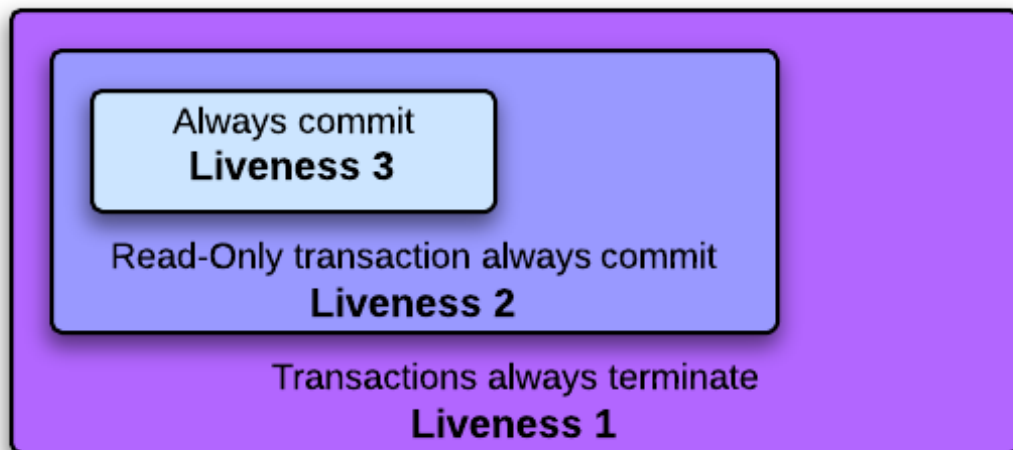 Always commit
Liveness 3
Read-Only transaction always commit
Liveness 2
Transactions always terminate
Liveness 1